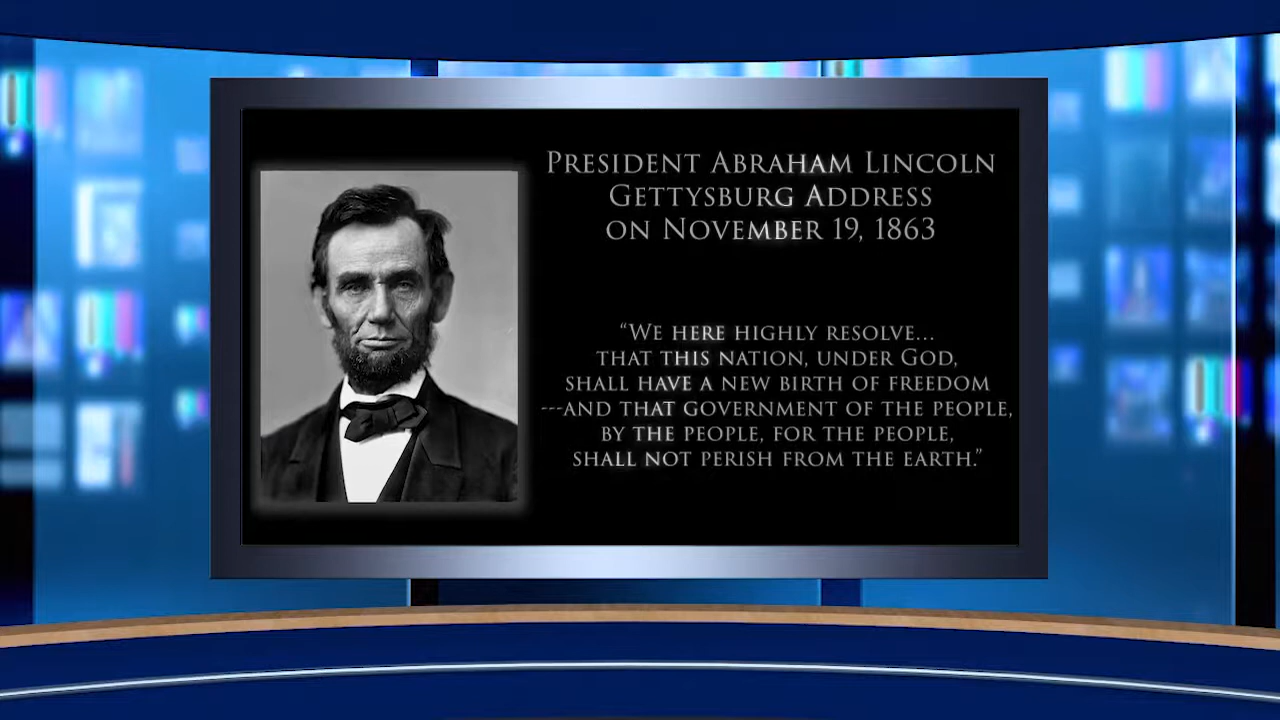 President Abraham Lincoln
Gettysburg Address
on November 19, 1863
“We here highly resolve...
that this nation, under God,
shall have a new birth of freedom
---and that government of the people,
by the people, for the people,
shall not perish from the earth.”